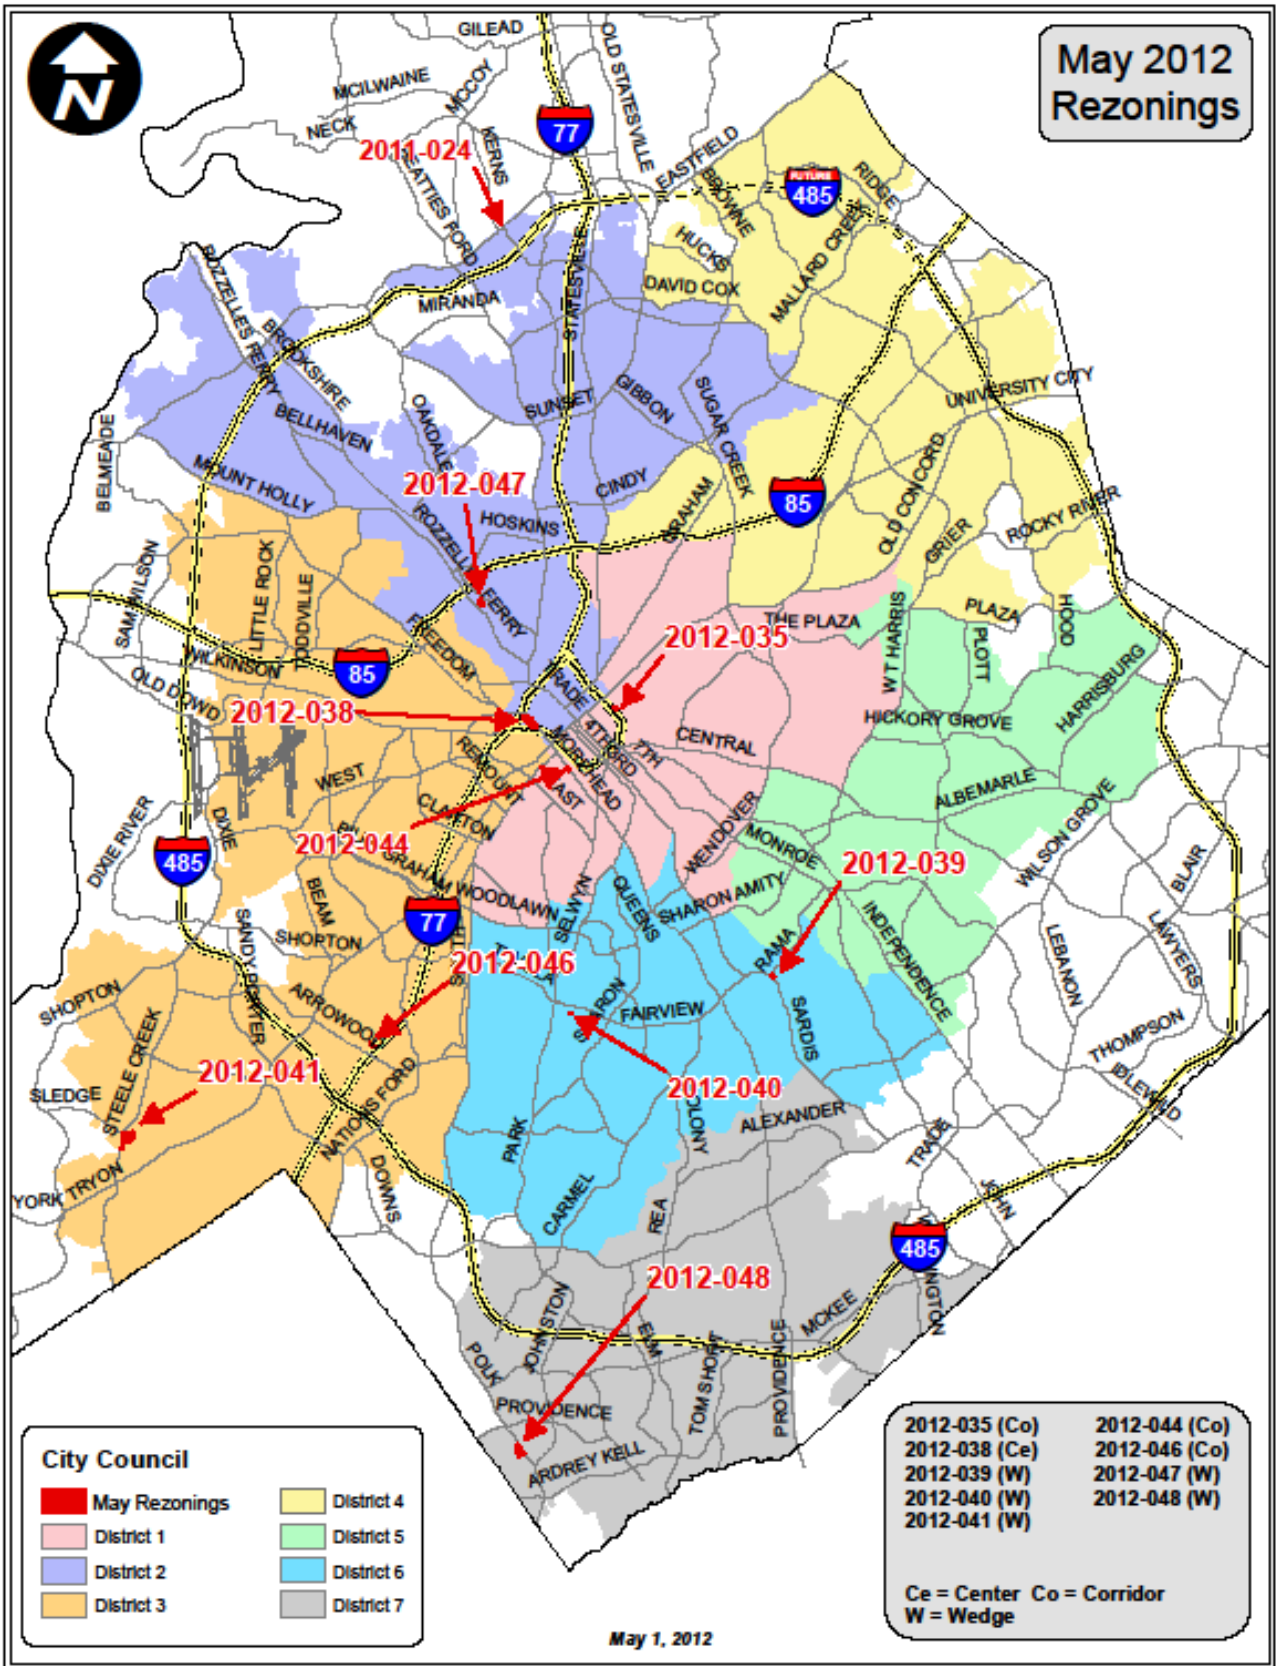 May 2012
Rezonings
N
GILEAD
OLD STATESVILLE
MCILWAINE
MCCOY
NECK
KERNS
77
2011-024
EATTIES FORD
EASTFIELD
BROWNE
FUTURE
485
RIDGE
HUCKS
MALLARD CREEK
DAVID COX
STATESVILLE
MIRANDA
ROZZELLES FERRY
BROOKSHIRE
BELLHAVEN
OAKDALE
SUNSET
GIBBON
SUGAR CREEK
UNIVERSITY CITY
BELMEADE
MOUNT HOLLY
2012-047
CINDY
GRAHAM
85
OLD CONCORD
GRIER
ROCKY RIVER
HOSKINS
FERRY
SAM WILSON
LITTLE ROCK
TODDVILLE
FREEDOM
THE PLAZA
W T HARRIS
PLAZA
PLOTT
HOOD
HARRISBURG
WILKINSON
85
OLD DOWD
2012-035
TRADE
2012-038
4TH
7TH
CENTRAL
HICKORY GROVE
MOREHEAD
REMOUNT
WEST
CLANTON
ALBEMARLE
WILSON GROVE
DIXIE RIVER
DIXIE
2012-044
WENDOVER
MONROE
2012-039
BLAIR
485
WOODLAWN
SELWYN
QUEENS
SHARON AMITY
BEAM
77
SHOPTON
SANDY PORTER
2012-046
RAMA
INDEPENDENCE
LEBANON
LAWYERS
SHOPTON
ARROWOOD
FAIRVIEW
SARDIS
STEELE CREEK
2012-041
2012-040
THOMPSON
IDLEWILD
SLEDGE
NATIONS FORD
ALEXANDER
TRADE
YORK
TRYON
DOWNS
PARK
CARMEL
REA
JOHN
485
2012-048
JOHNSTON
ELM
TOM SHORT
PROVIDENCE
MCKEE
POLK
PROVIDENCE
ARDREY KELL
City Council
May Rezonings
District 1
District 2
District 3
District 4
District 5
District 6
District 7
2012-035 (Co) 2012-044 (Co)
2012-038 (Ce) 2012-046 (Co)
2012-039 (W) 2012-047 (W)
2012-040 (W) 2012-048 (W)
2012-041 (W)
Ce = Center Co = Corridor
W = Wedge
May 1, 2012